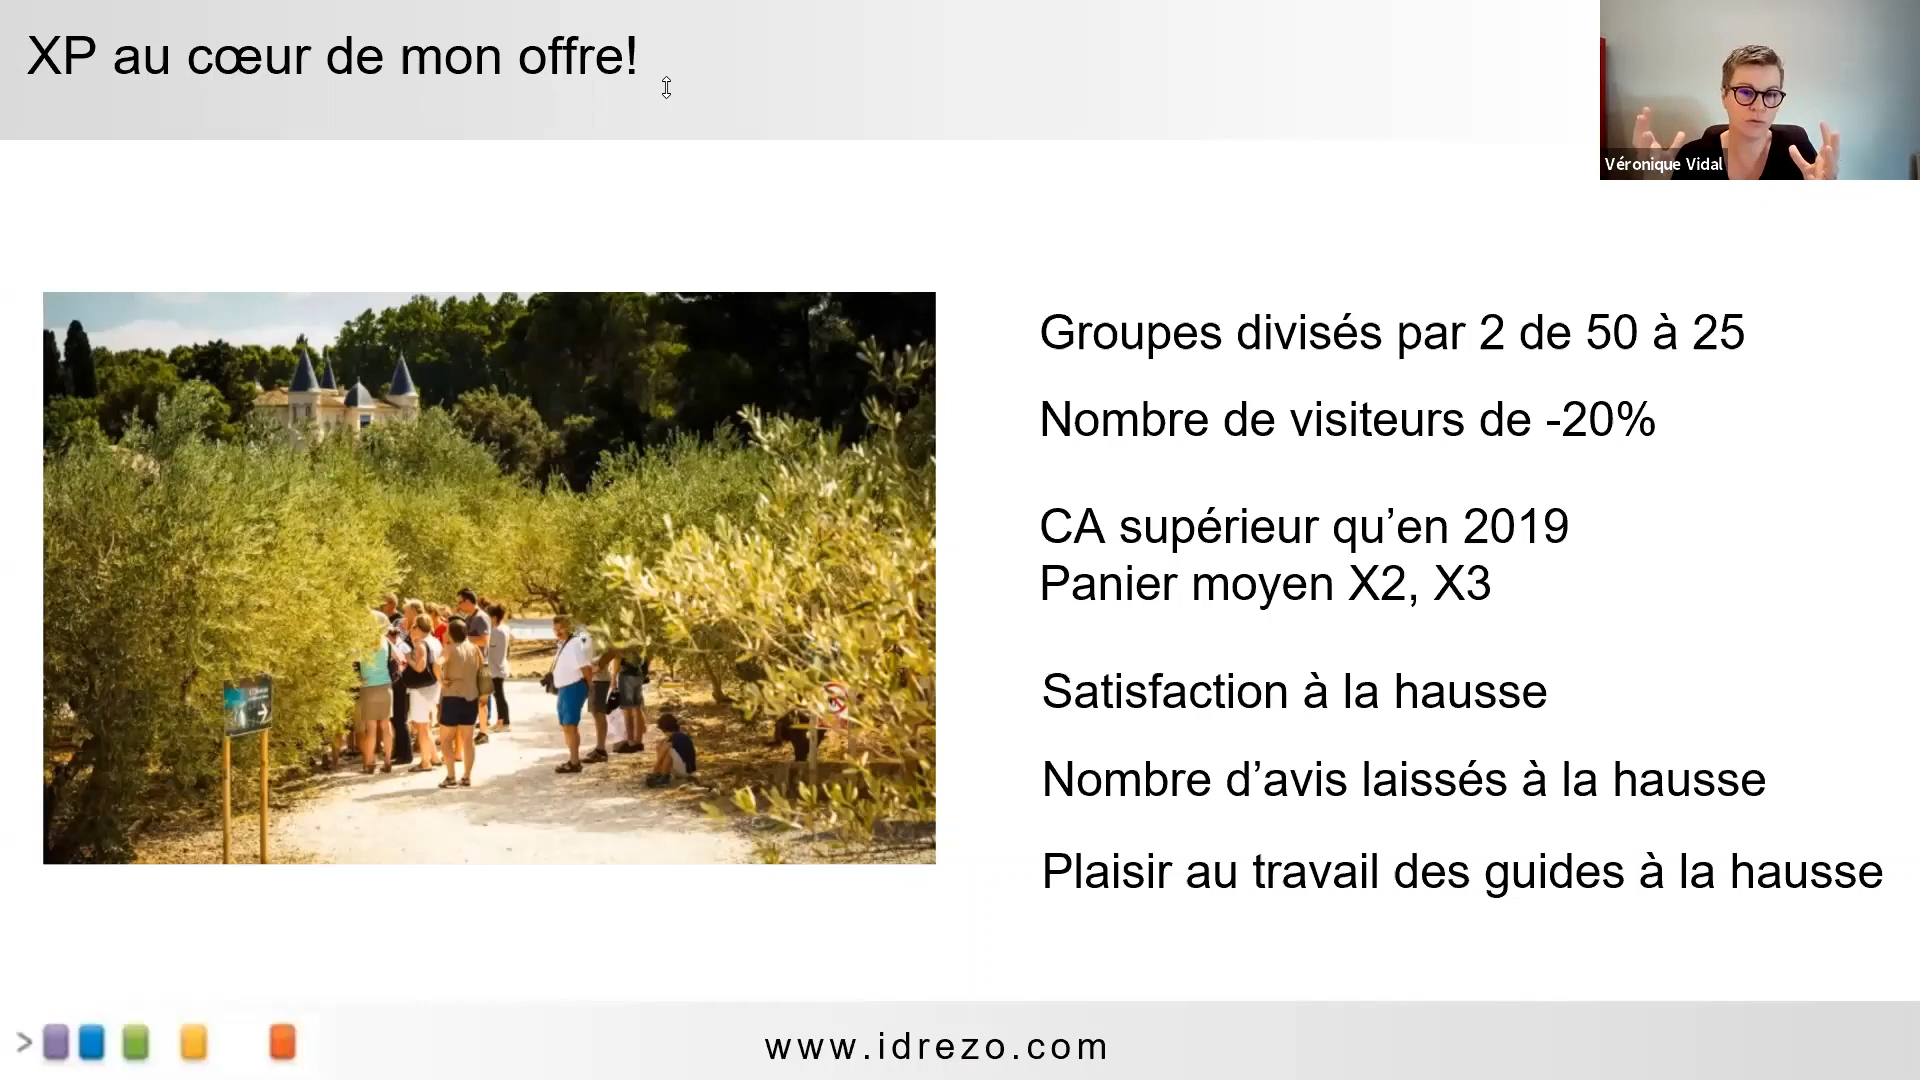 XP au cœur de mon offre!
Véronique Vidal
Groupes divisés par 2 de 50 à 25
Nombre de visiteurs de -20%
CA supérieur qu’en 2019
Panier moyen X2, X3
Satisfaction à la hausse
Nombre d’avis laissés à la hausse
Plaisir au travail des guides à la hausse
www.idrezo.com